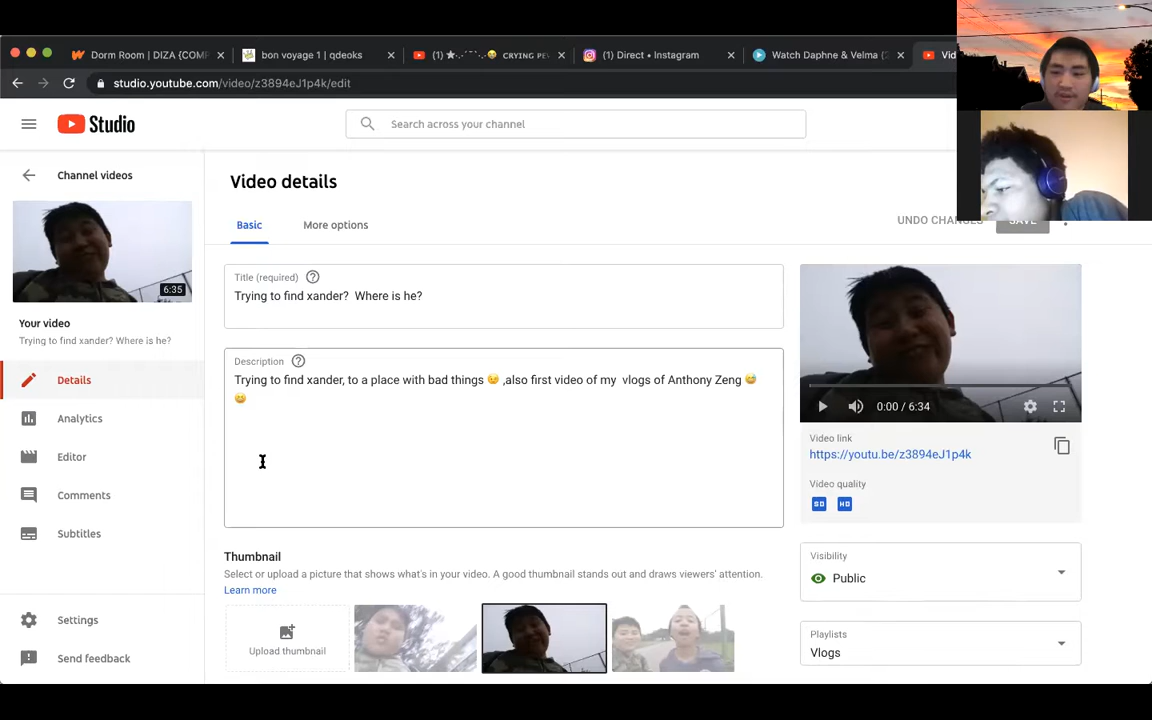 Dorm Room | DIZA {COMP
bon voyage 1 | qdeoks
(1) ★
CRYING
(1) Direct • Instagram
Watch Daphne & Velma (2
studio.youtube.com/video/z3894eJ1p4k/edit
Studio
Search across your channel
Channel videos
6:35
Your video
Trying to find xander? Where is he?
Details
Analytics
Editor
Comments
Subtitles
Settings
Send feedback
Video details
Basic
More options
UNDO CHANGES
SAVE
Title (required)
Trying to find xander?  Where is he?
Description
Trying to find xander, to a place with bad things 😉 ,also first video of my  vlogs of Anthony Zeng 😅
😄
Thumbnail
Select or upload a picture that shows what's in your video. A good thumbnail stands out and draws viewers' attention.
Learn more
Upload thumbnail
0:00 / 6:34
Video link
https://youtu.be/z3894eJ1p4k
Video quality
SD HD
Visibility
Public
Playlists
Vlogs